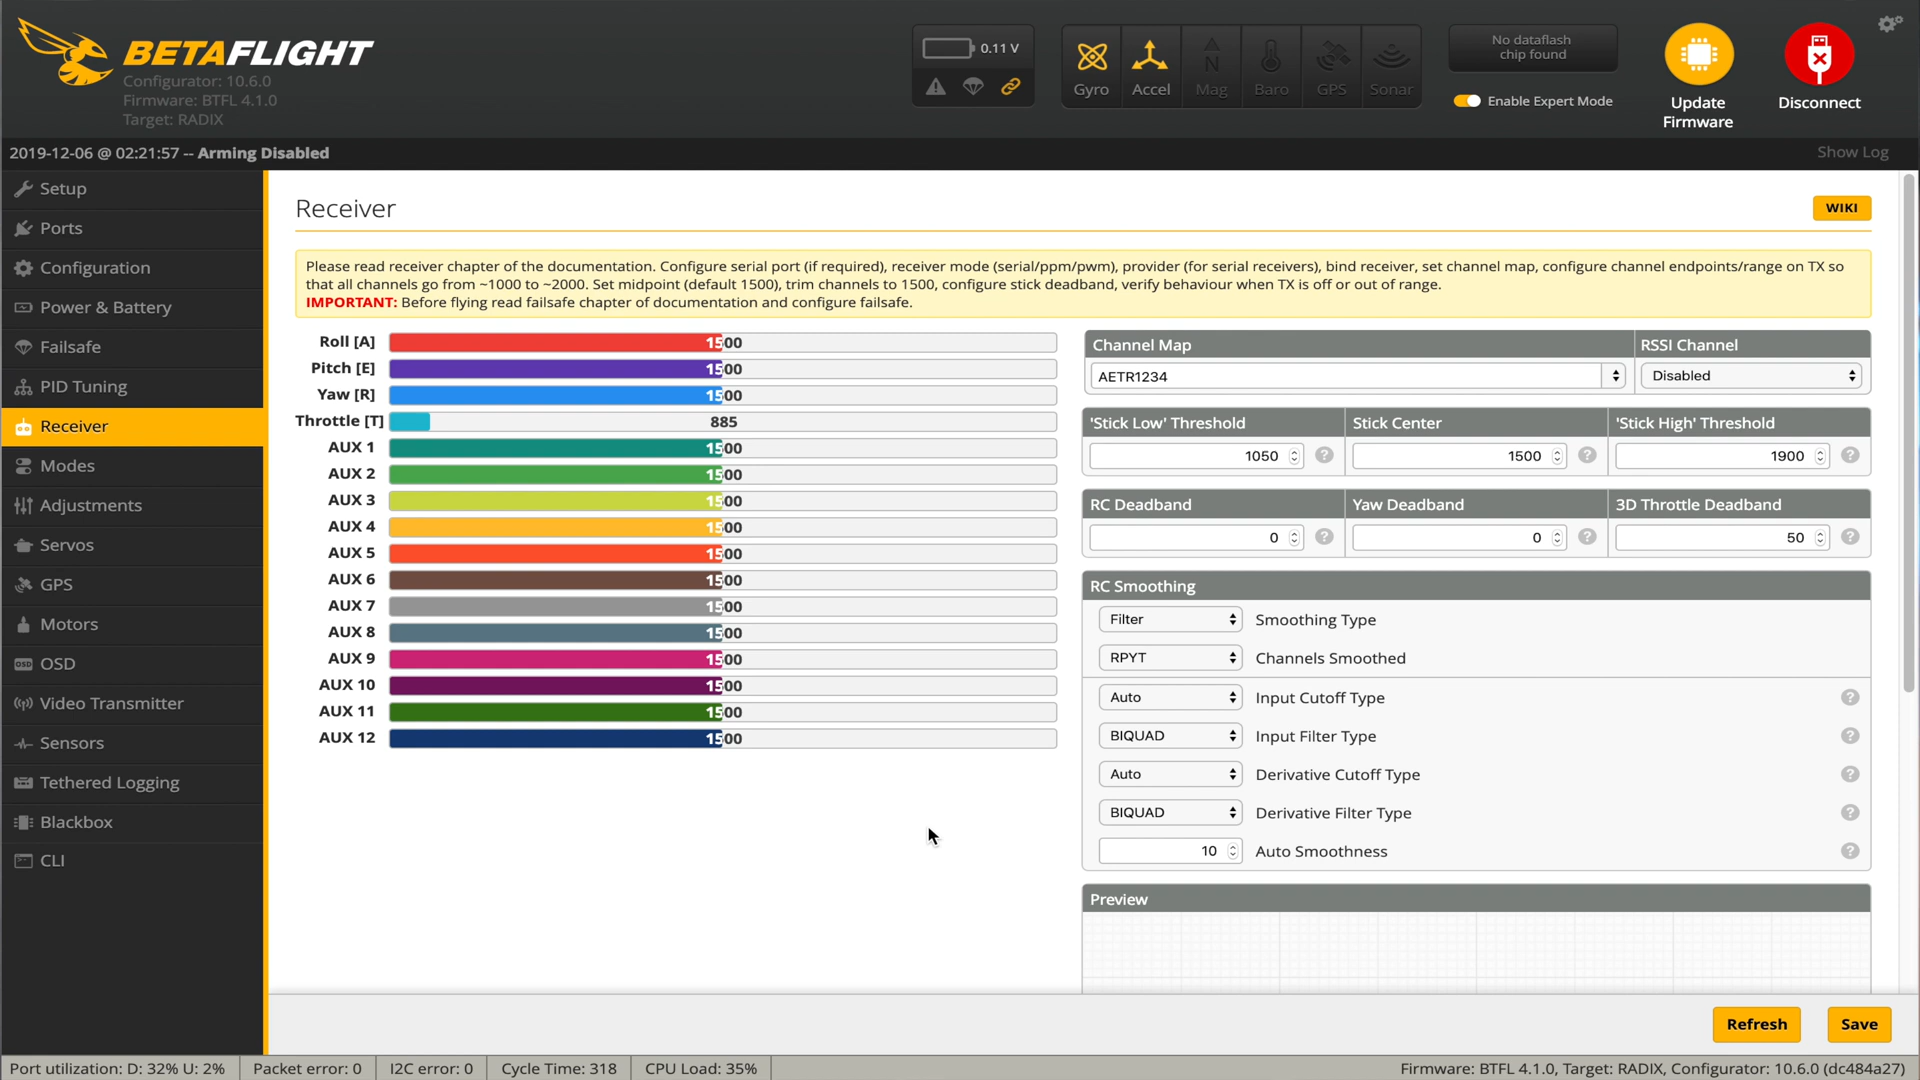 BETAFLIGHT
Configurator: 10.6.0
Firmware: BTFL 4.1.0
Target: RADIX
0.11 V
Gyro
Accel
Mag
Baro
GPS
Sonar
No dataflash
chip found
Enable Expert Mode
Update
Firmware
Disconnect
2019-12-06 @ 02:21:57 -- Arming Disabled
Show Log
Setup
Ports
Configuration
Power & Battery
Failsafe
PID Tuning
Receiver
Modes
Adjustments
Servos
GPS
Motors
OSD
Video Transmitter
Sensors
Tethered Logging
Blackbox
CLI
Receiver
WIKI
Please read receiver chapter of the documentation. Configure serial port (if required), receiver mode (serial/ppm/pwm), provider (for serial receivers), bind receiver, set channel map, configure channel endpoints/range on TX so
that all channels go from ~1000 to ~2000. Set midpoint (default 1500), trim channels to 1500, configure stick deadband, verify behaviour when TX is off or out of range.
IMPORTANT: Before flying read failsafe chapter of documentation and configure failsafe.
Roll [A] 1500
Pitch [E] 1500
Yaw [R] 1500
Throttle [T] 885
AUX 1 1500
AUX 2 1500
AUX 3 1500
AUX 4 1500
AUX 5 1500
AUX 6 1500
AUX 7 1500
AUX 8 1500
AUX 9 1500
AUX 10 1500
AUX 11 1500
AUX 12 1500
Channel Map RSSI Channel
AETR1234 Disabled
'Stick Low' Threshold Stick Center 'Stick High' Threshold
1050 ? 1500 ? 1900 ?
RC Deadband Yaw Deadband 3D Throttle Deadband
0 ? 0 ? 50 ?
RC Smoothing
Filter Smoothing Type
RPYT Channels Smoothed
Auto Input Cutoff Type ?
BIQUAD Input Filter Type ?
Auto Derivative Cutoff Type ?
BIQUAD Derivative Filter Type ?
10 Auto Smoothness ?
Preview
Refresh
Save
Port utilization: D: 32% U: 2% Packet error: 0 I2C error: 0 Cycle Time: 318 CPU Load: 35% Firmware: BTFL 4.1.0, Target: RADIX, Configurator: 10.6.0 (dc484a27)